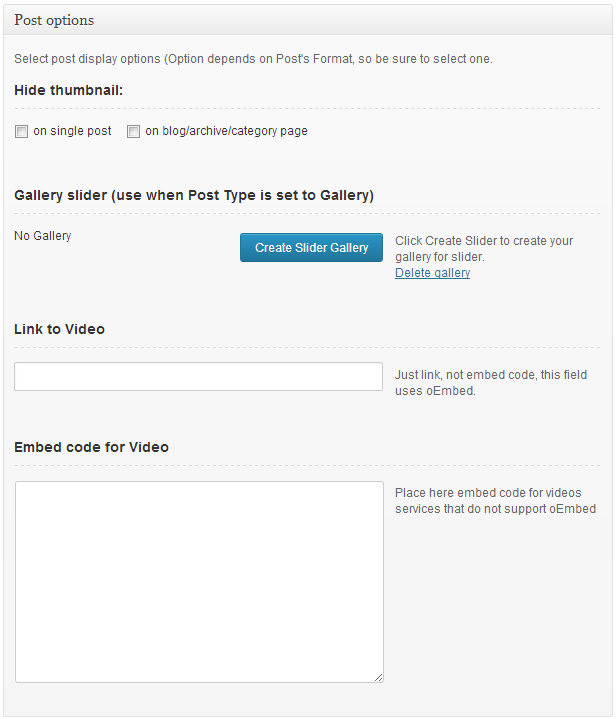 Post options
Select post display options (Option depends on Post's Format, so be sure to select one.
Hide thumbnail:
on single post on blog/archive/category page
Gallery slider (use when Post Type is set to Gallery)
No Gallery
Create Slider Gallery
Click Create Slider to create your
gallery for slider.
Delete gallery
Link to Video
Just link, not embed code, this field
uses oEmbed.
Embed code for Video
Place here embed code for videos
services that do not support oEmbed